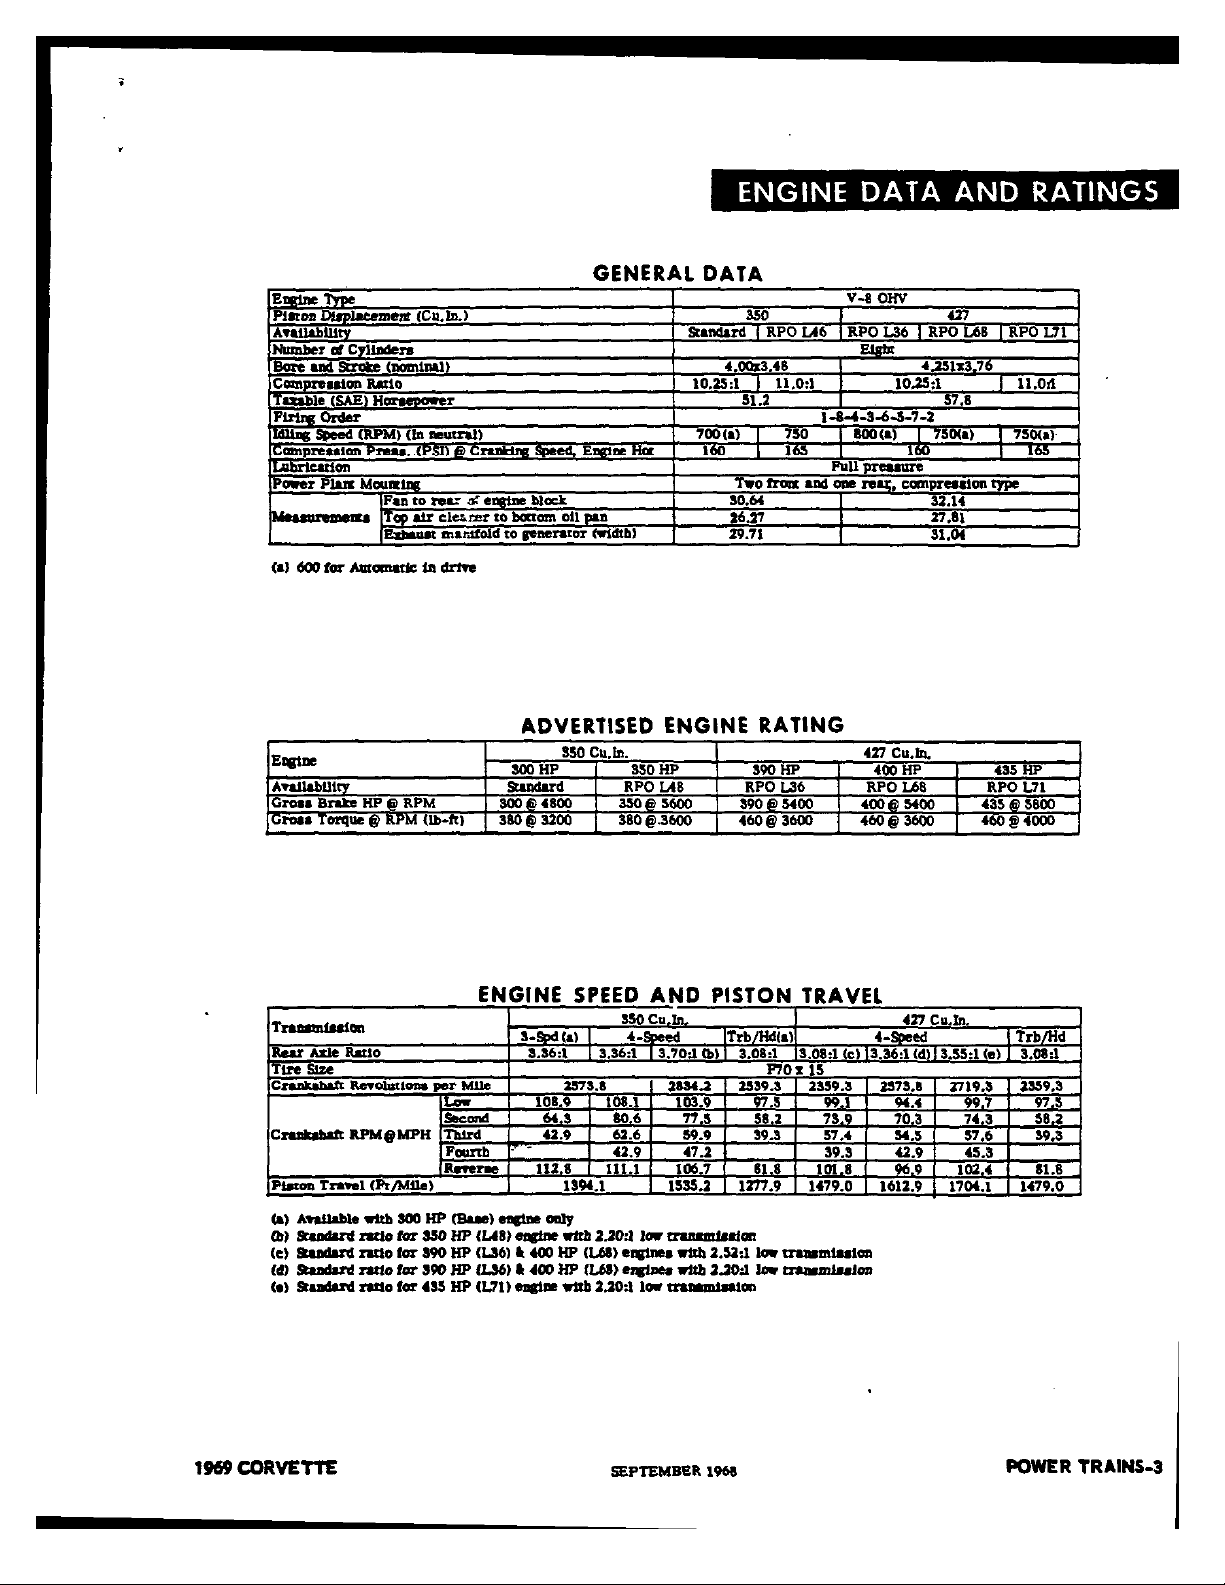 ENGINE DATA AND RATINGS
GENERAL DATA
Engine Type V-8 OHV
Piston Displacement (Cu.In.) 350 427
Availability Standard RPO L46 RPO L36 RPO L68 RPO L71
Number of Cylinders Eight
Bore and Stroke (nominal) 4.00x3.48 4.251x3.76
Compression Ratio 10.25:1 11.0:1 10.25:1 11.0:1
Taxable (SAE) Horsepower 51.2 57.8
Firing Order 1-8-4-3-6-5-7-2
Idling Speed (RPM) (In neutral) 700(a) 750 800(a) 750(a) 750(a)
Compression Press. (PSI) @ Cranking Speed, Engine Hot 160 165 160 165
Lubrication Full pressure
Power Plant Mounting Two front and one rear, compression type
Fan to rear of engine block 30.64 32.14
Measurements Top air cleaner to bottom oil pan 26.27 27.81
Exhaust manifold to generator (width) 29.71 31.04
(a) 600 for Automatic in drive
ADVERTISED ENGINE RATING
Engine 350 Cu.In. 427 Cu.In.
300 HP 350 HP 390 HP 400 HP 435 HP
Availability Standard RPO L48 RPO L36 RPO L68 RPO L71
Gross Brake HP @ RPM 300 @ 4800 350 @ 5600 390 @ 5400 400 @ 5400 435 @ 5800
Gross Torque @ RPM (lb-ft) 380 @ 3200 380 @ 3600 460 @ 3600 460 @ 3600 460 @ 4000
ENGINE SPEED AND PISTON TRAVEL
Transmission 350 Cu.In. 427 Cu.In.
3-Spd (a) 4-Speed Trb/Hd(a) 4-Speed Trb/Hd
Rear Axle Ratio 3.36:1 3.36:1 3.70:1 (b) 3.08:1 3.08:1 (c) 3.36:1 (d) 3.55:1 (e) 3.08:1
Tire Size F70 x 15
Crankshaft Revolutions per Mile 2573.8 2834.2 2539.3 2359.3 2573.8 2719.3 2359.3
Low 108.9 108.1 103.9 97.5 99.1 94.4 99.7 97.5
Second 64.3 80.6 77.5 58.2 73.9 70.3 74.3 58.2
Crankshaft RPM@MPH Third 42.9 62.6 59.9 39.3 57.4 54.5 57.6 39.3
Fourth 42.9 47.2 39.3 42.9 45.3
Reverse 112.8 111.1 106.7 81.8 101.8 96.9 102.4 81.8
Piston Travel (Ft/Mile) 1394.1 1535.2 1277.9 1479.0 1612.9 1704.1 1479.0
(a) Available with 300 HP (Base) engine only
(b) Standard ratio for 350 HP (L48) engine with 2.20:1 low transmission
(c) Standard ratio for 390 HP (L36) & 400 HP (L68) engines with 2.52:1 low transmission
(d) Standard ratio for 390 HP (L36) & 400 HP (L68) engines with 2.20:1 low transmission
(e) Standard ratio for 435 HP (L71) engine with 2.20:1 low transmission
1969 CORVETTE SEPTEMBER 1968 POWER TRAINS-3